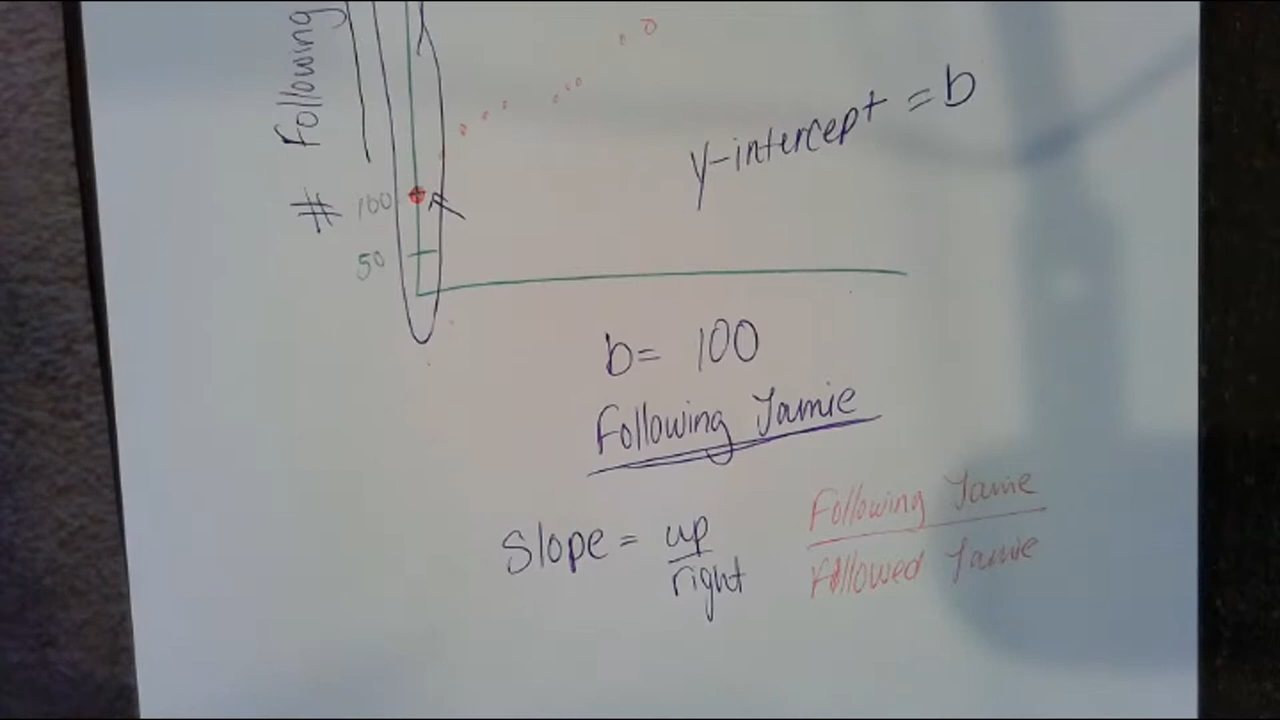 # Following
100
50
y-intercept = b
b= 100
Following Jamie
Slope = up
right
Following Jamie
Followed Jamie